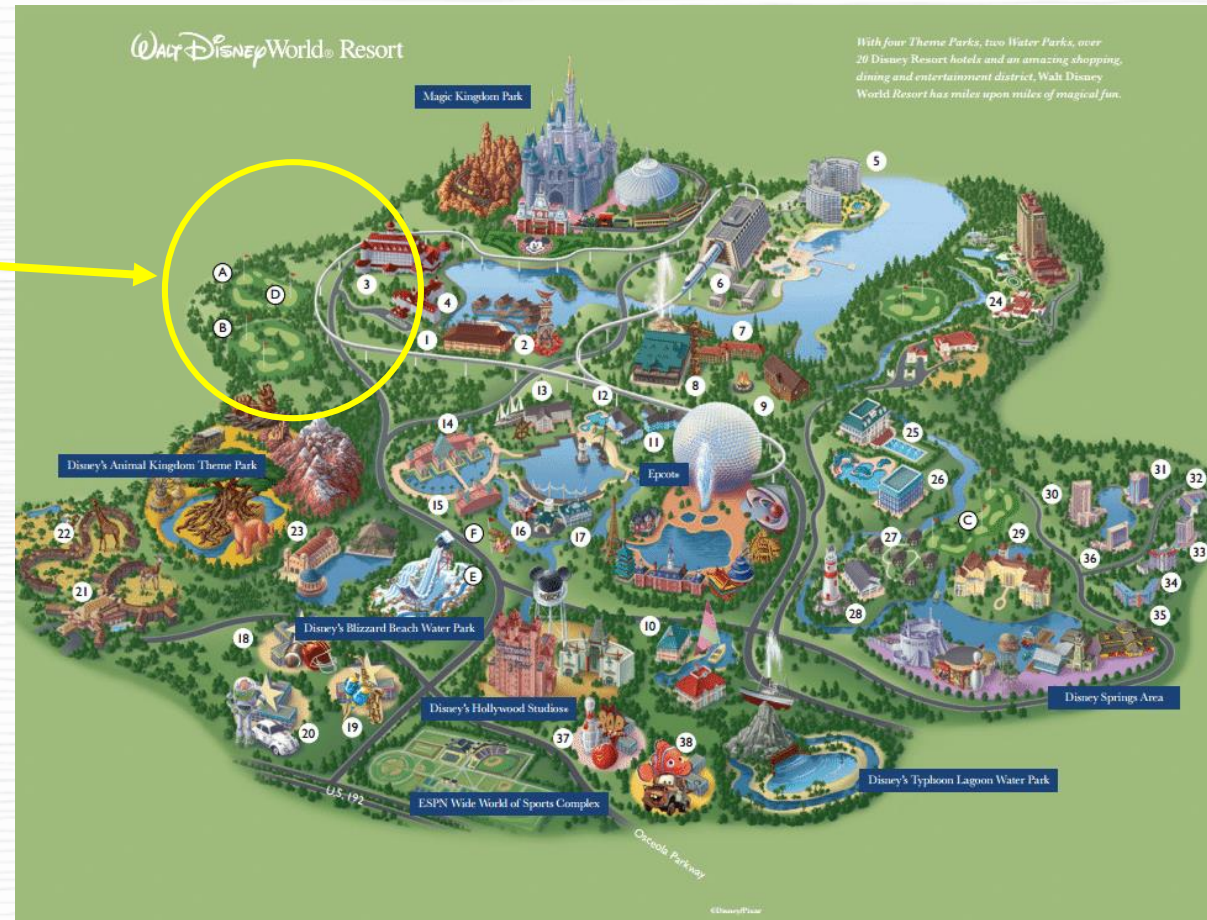 WALT DISNEY World® Resort
With four Theme Parks, two Water Parks, over
20 Disney Resort hotels and an amazing shopping,
dining and entertainment district, Walt Disney
World Resort has miles upon miles of magical fun.
Magic Kingdom Park
5
A
D
3
6
B
4
24
1
2
7
8
13
12
9
14
11
25
Disney's Animal Kingdom Theme Park
Epcot®
31
32
26
30
15
16
17
C
22
23
F
27
29
33
36
E
34
21
28
35
Disney's Blizzard Beach Water Park
10
18
Disney Springs Area
Disney's Hollywood Studios®
19
20
37
38
Disney's Typhoon Lagoon Water Park
U.S. 192
ESPN Wide World of Sports Complex
Osceola Parkway
©Disney/Pixar